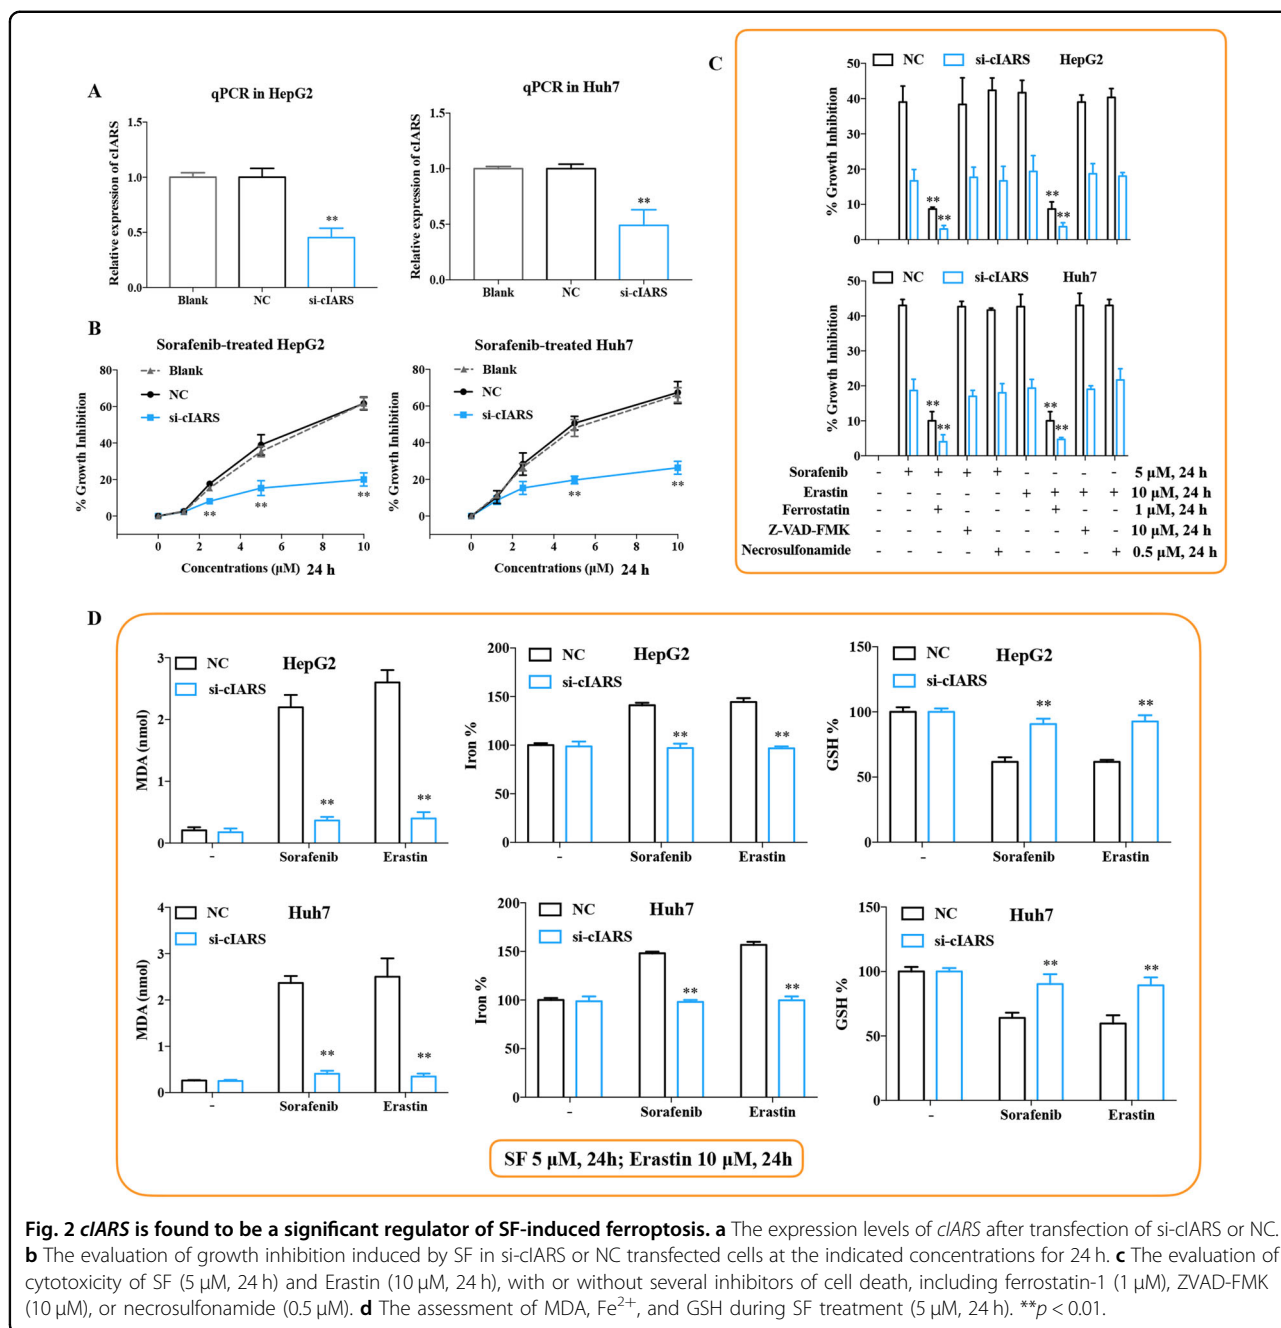 A
qPCR in HepG2
Relative expression of cIARS
1.5
1.0
0.5
0.0
**
Blank
NC
si-cIARS
qPCR in Huh7
Relative expression of cIARS
1.5
1.0
0.5
0.0
**
Blank
NC
si-cIARS
B
Sorafenib-treated HepG2
Blank
NC
si-cIARS
% Growth Inhibition
80
60
40
20
0
** ** **
0 2 4 6 8 10
Concentrations (μM) 24 h
Sorafenib-treated Huh7
Blank
NC
si-cIARS
% Growth Inhibition
80
60
40
20
0
** **
0 2 4 6 8 10
Concentrations (μM) 24 h
C
NC si-cIARS HepG2
% Growth Inhibition
50
40
30
20
10
0
** ** ** **
NC si-cIARS Huh7
% Growth Inhibition
50
40
30
20
10
0
** ** ** **
Sorafenib - + + + + - - - - 5 μM, 24 h
Erastin - - - - - + + + + 10 μM, 24 h
Ferrostatin - - + - - - + - - 1 μM, 24 h
Z-VAD-FMK - - - + - - - + - 10 μM, 24 h
Necrosulfonamide - - - - + - - - + 0.5 μM, 24 h
D
NC
si-cIARS
HepG2
MDA (nmol)
3
2
1
0
** **
- Sorafenib Erastin
NC
si-cIARS
HepG2
Iron %
200
150
100
50
0
** **
- Sorafenib Erastin
NC
si-cIARS
HepG2
GSH %
150
100
50
0
** **
- Sorafenib Erastin
NC
si-cIARS
Huh7
MDA (nmol)
4
3
2
1
0
** **
- Sorafenib Erastin
NC
si-cIARS
Huh7
Iron %
200
150
100
50
0
** **
- Sorafenib Erastin
NC
si-cIARS
Huh7
GSH %
150
100
50
0
** **
- Sorafenib Erastin
SF 5 μM, 24h; Erastin 10 μM, 24h
Fig. 2 cIARS is found to be a significant regulator of SF-induced ferroptosis. a The expression levels of cIARS after transfection of si-cIARS or NC.
b The evaluation of growth inhibition induced by SF in si-cIARS or NC transfected cells at the indicated concentrations for 24 h. c The evaluation of
cytotoxicity of SF (5 μM, 24 h) and Erastin (10 μM, 24 h), with or without several inhibitors of cell death, including ferrostatin-1 (1 μM), ZVAD-FMK
(10 μM), or necrosulfonamide (0.5 μM). d The assessment of MDA, Fe2+, and GSH during SF treatment (5 μM, 24 h). **p < 0.01.